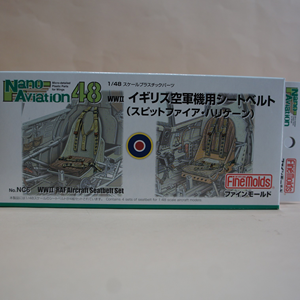 Nano Aviation 48
1/48 スケールプラスチックパーツ
WWII イギリス空軍機用シートベルト
(スピットファイア・ハリケーン)
No. NC6
WWII RAF Aircraft Seatbelt Set
FineMolds
ファインモールド